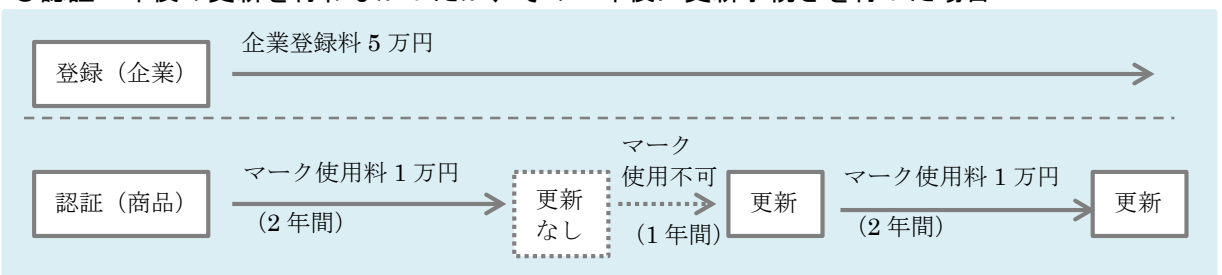 企業登録料 5 万円
登録（企業）
マーク
マーク使用料 1 万円
使用不可
マーク使用料 1 万円
認証（商品）
更新
なし
更新
更新
(2 年間)
（1 年間）
（2 年間）